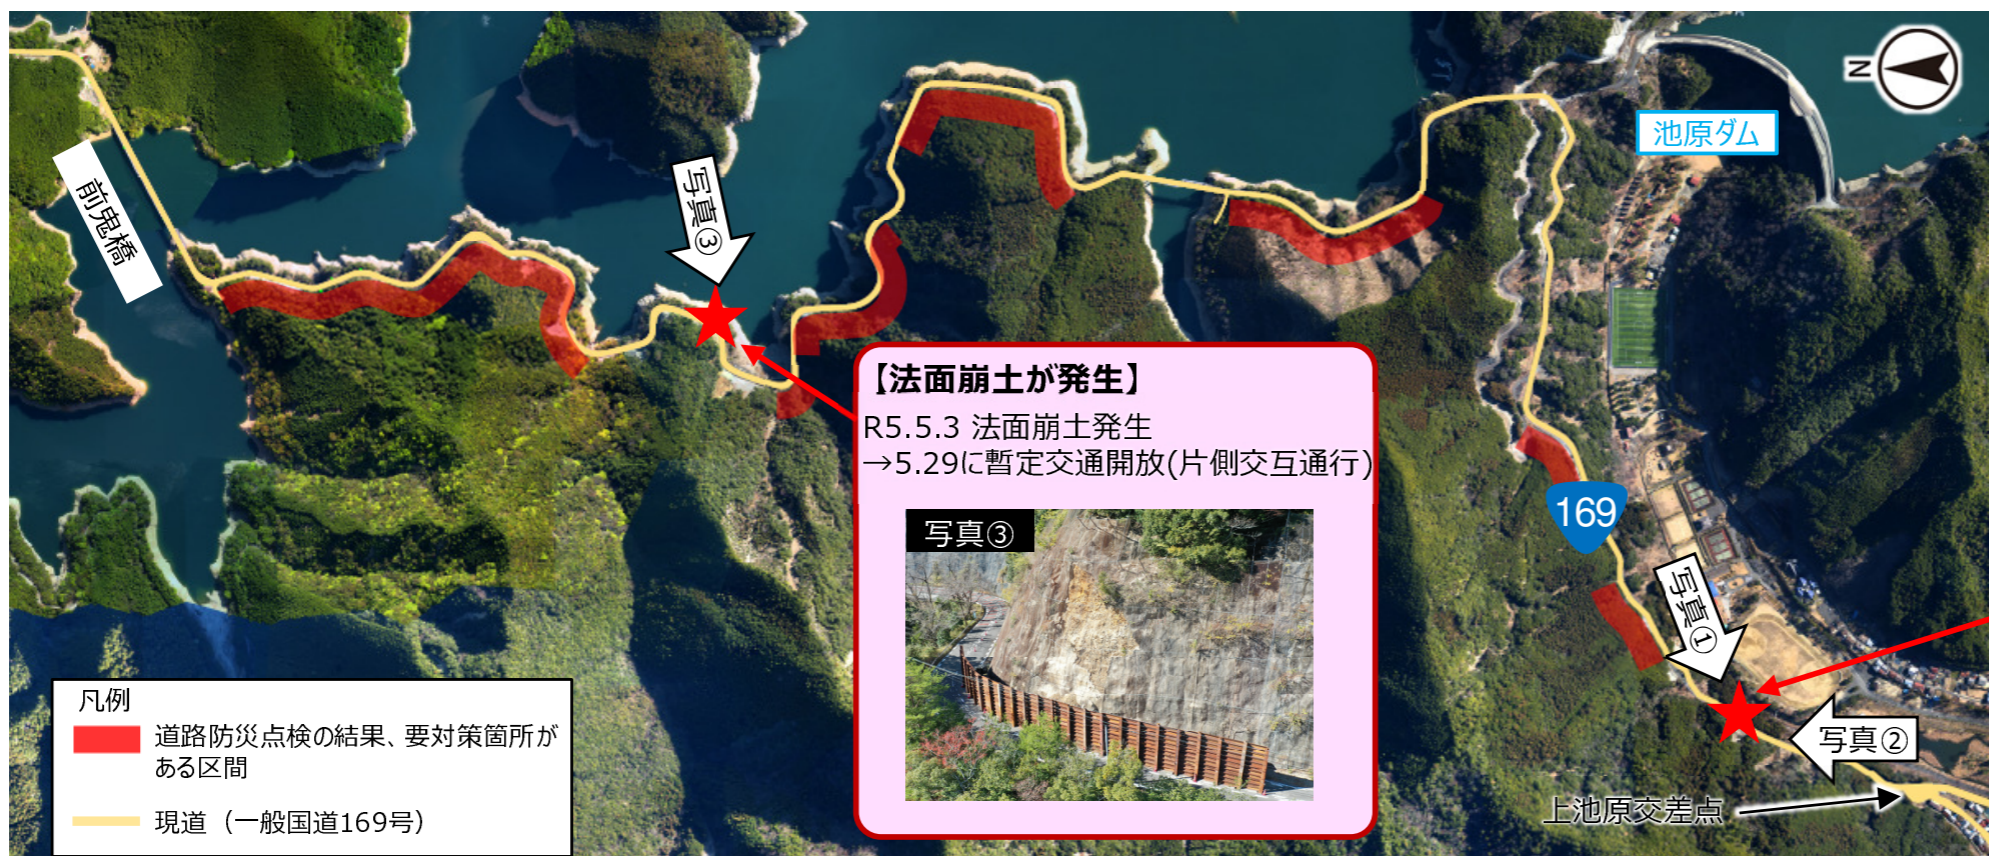 N
池原ダム
前鬼橋
写真③
【法面崩土が発生】
R5.5.3 法面崩土発生
→5.29に暫定交通開放(片側交互通行)
写真③
169
写真①
写真②
上池原交差点
凡例
道路防災点検の結果、要対策箇所が
ある区間
現道（一般国道169号）